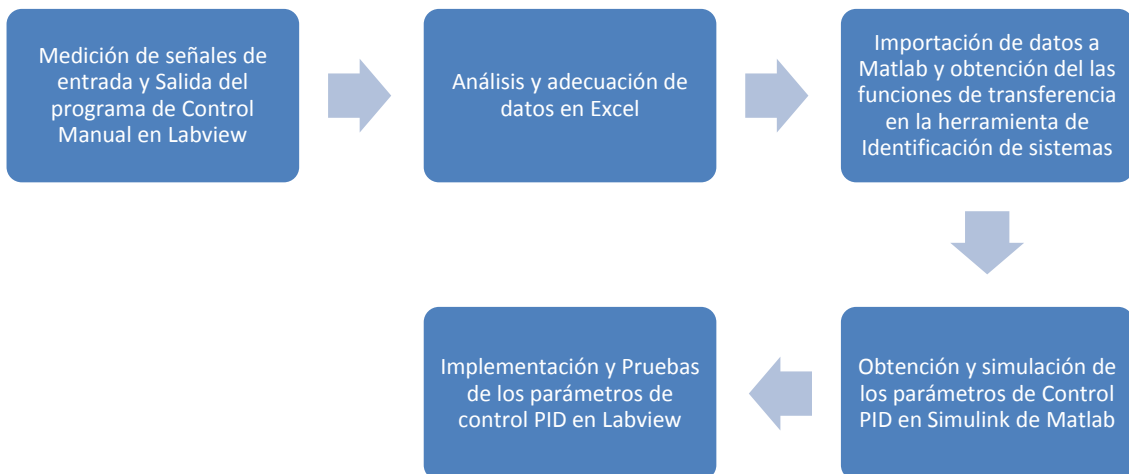 Medición de señales de
entrada y Salida del
programa de Control
Manual en Labview
Análisis y adecuación de
datos en Excel
Importación de datos a
Matlab y obtención del las
funciones de transferencia
en la herramienta de
Identificación de sistemas
Obtención y simulación de
los parámetros de Control
PID en Simulink de Matlab
Implementación y Pruebas
de los parámetros de
control PID en Labview